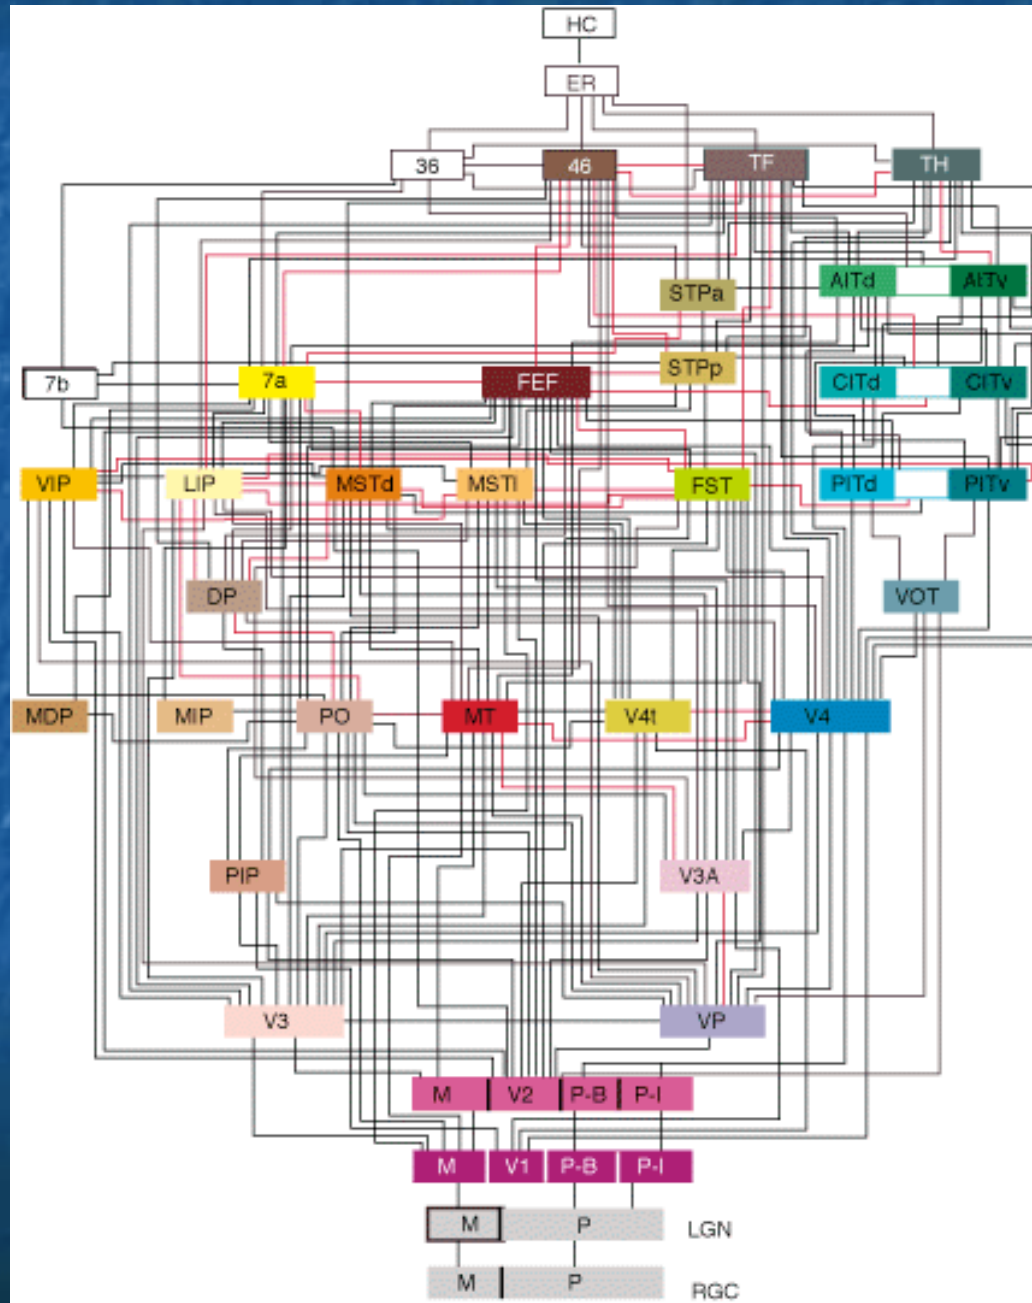 HC
ER
36 46 TF TH
STPa AITd AITv
7b 7a FEF STPp CITd CITv
VIP LIP MSTd MSTl FST PITd PITv
DP VOT
MDP MIP PO MT V4t V4
PIP V3A
V3 VP
M V2 P-B P-I
M V1 P-B P-I
M P LGN
M P RGC